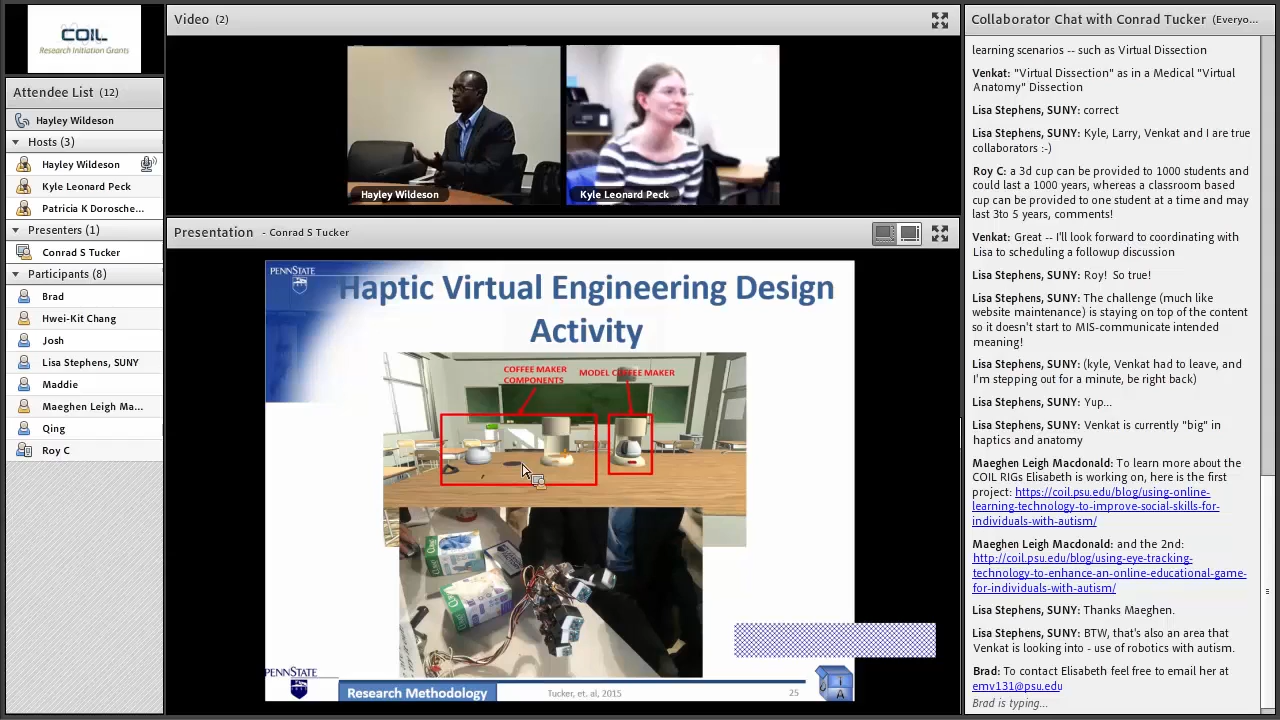 COIL
Research Initiation Grants
Attendee List (12)
Hayley Wildeson
Hosts (3)
Hayley Wildeson
Kyle Leonard Peck
Patricia K Dorosche...
Presenters (1)
Conrad S Tucker
Participants (8)
Brad
Hwei-Kit Chang
Josh
Lisa Stephens, SUNY
Maddie
Maeghen Leigh Ma...
Qing
Roy C
Video (2)
Hayley Wildeson
Kyle Leonard Peck
Presentation - Conrad S Tucker
PENNSTATE
Haptic Virtual Engineering Design
Activity
COFFEE MAKER
COMPONENTS
MODEL COFFEE MAKER
PENNSTATE
Research Methodology
Tucker, et. al, 2015
25
Collaborator Chat with Conrad Tucker (Everyo...
learning scenarios -- such as Virtual Dissection
Venkat: "Virtual Dissection" as in a Medical "Virtual
Anatomy" Dissection
Lisa Stephens, SUNY: correct
Lisa Stephens, SUNY: Kyle, Larry, Venkat and I are true
collaborators :-)
Roy C: a 3d cup can be provided to 1000 students and
could last 1000 years, whereas a classroom based
cup can be provided to one student at a time and may
last 3to 5 years, comments!
Venkat: Great -- I'll look forward to coordinating with
Lisa to scheduling a followup discussion
Lisa Stephens, SUNY: Roy! So true!
Lisa Stephens, SUNY: The challenge (much like
website maintenance) is staying on top of the content
so it doesn't start to MIS-communicate intended
meaning!
Lisa Stephens, SUNY: (kyle, Venkat had to leave, and
I'm stepping out for a minute, be right back)
Lisa Stephens, SUNY: Yup...
Lisa Stephens, SUNY: Venkat is currently "big" in
haptics and anatomy
Maeghen Leigh Macdonald: To learn more about the
COIL RIGs Elisabeth is working on, here is the first
project: https://coil.psu.edu/blog/using-online-
learning-technology-to-improve-social-skills-for-
individuals-with-autism/
Maeghen Leigh Macdonald: and the 2nd:
http://coil.psu.edu/blog/using-eye-tracking-
technology-to-enhance-an-online-educational-game-
for-individuals-with-autism/
Lisa Stephens, SUNY: Thanks Maeghen.
Lisa Stephens, SUNY: BTW, that's also an area that
Venkat is looking into - use of robotics with autism.
Brad: To contact Elisabeth feel free to email her at
emv131@psu.edu
Brad is typing...